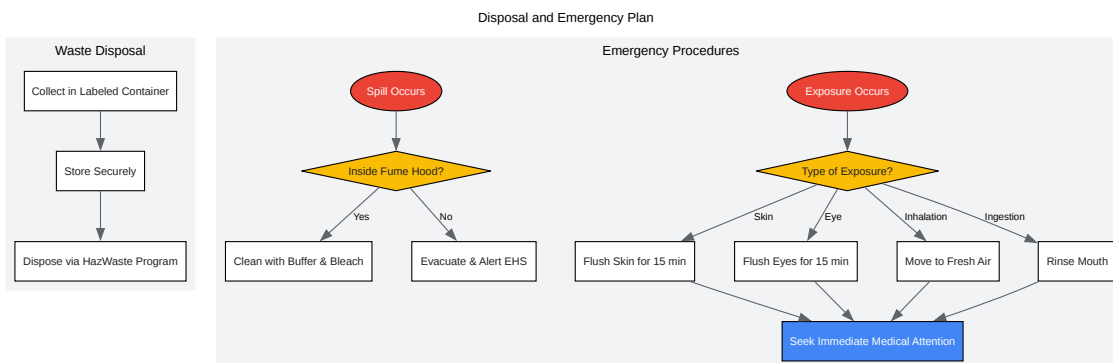 Disposal and Emergency Plan
Waste Disposal
Collect in Labeled Container
Store Securely
Dispose via HazWaste Program
Emergency Procedures
Spill Occurs
Inside Fume Hood?
Yes
No
Clean with Buffer & Bleach
Evacuate & Alert EHS
Exposure Occurs
Type of Exposure?
Skin
Eye
Inhalation
Ingestion
Flush Skin for 15 min
Flush Eyes for 15 min
Move to Fresh Air
Rinse Mouth
Seek Immediate Medical Attention